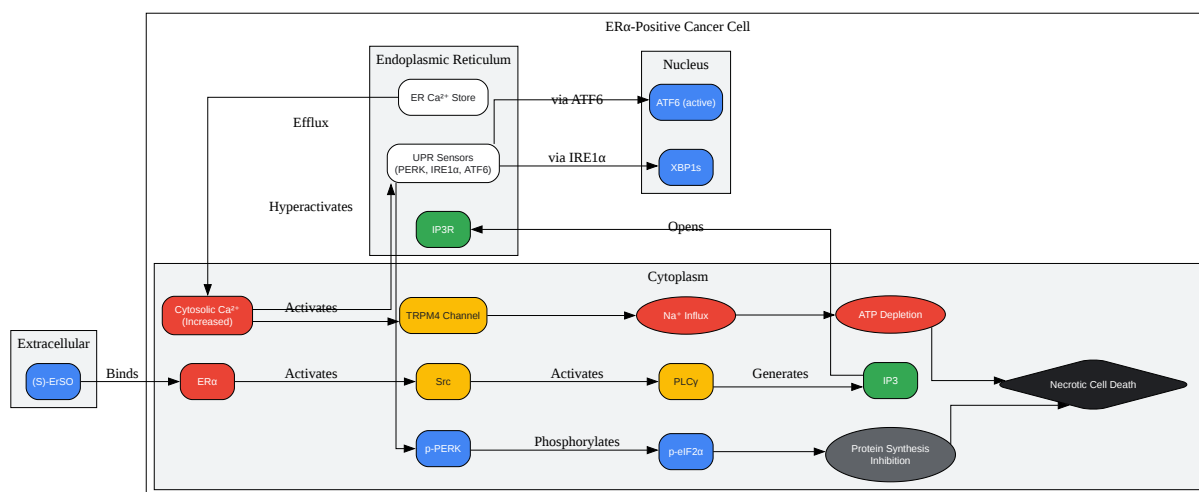 ERα-Positive Cancer Cell
Endoplasmic Reticulum
Nucleus
ER Ca²⁺ Store
via ATF6
ATF6 (active)
Efflux
UPR Sensors
(PERK, IRE1α, ATF6)
via IRE1α
XBP1s
Hyperactivates
IP3R
Opens
Cytoplasm
Cytosolic Ca²⁺
(Increased)
Activates
TRPM4 Channel
Na⁺ Influx
ATP Depletion
Extracellular
(S)-ErSO
Binds
ERα
Activates
Src
Activates
PLCγ
Generates
IP3
Necrotic Cell Death
p-PERK
Phosphorylates
p-eIF2α
Protein Synthesis
Inhibition